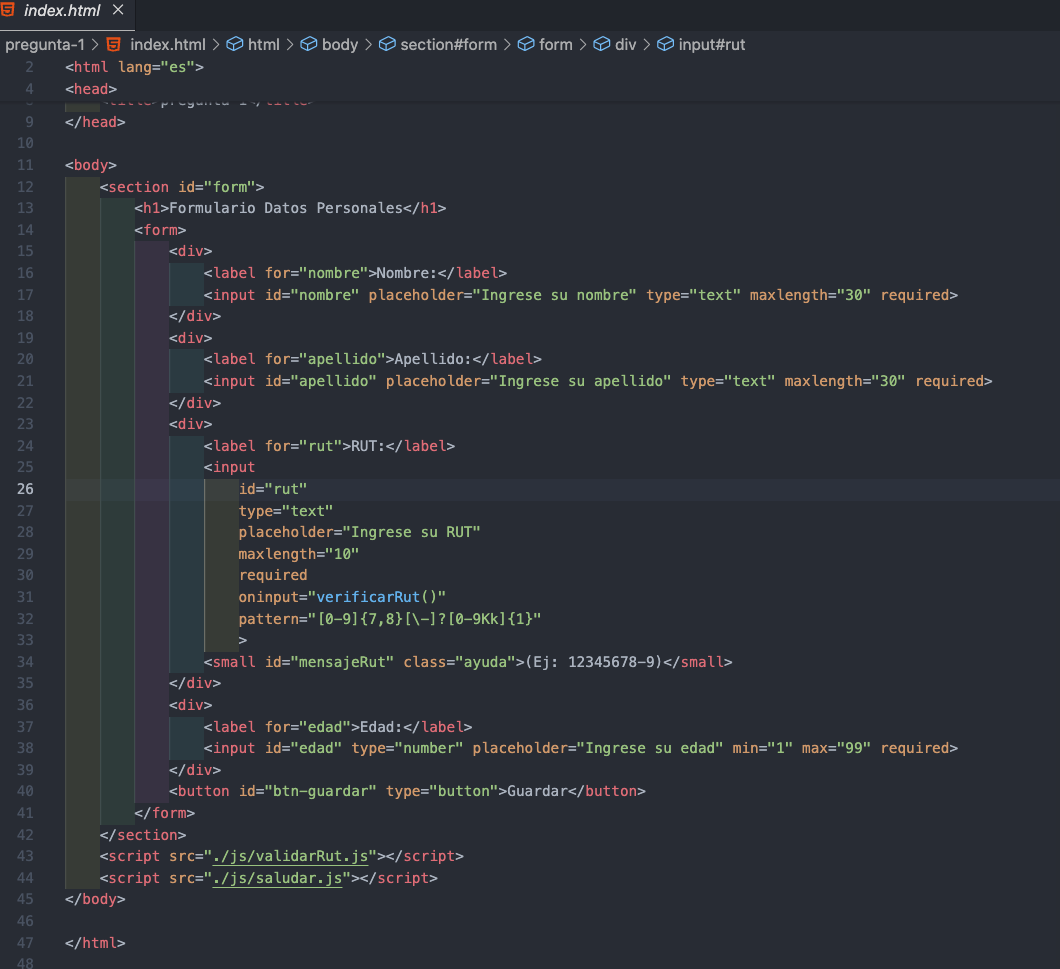 index.html ×
pregunta-1 > index.html > html > body > section#form > form > div > input#rut
2 <html lang="es">
4 <head>
<title>pregunta-1</title>
9 </head>
10
11 <body>
12 <section id="form">
13 <h1>Formulario Datos Personales</h1>
14 <form>
15 <div>
16 <label for="nombre">Nombre:</label>
17 <input id="nombre" placeholder="Ingrese su nombre" type="text" maxlength="30" required>
18 </div>
19 <div>
20 <label for="apellido">Apellido:</label>
21 <input id="apellido" placeholder="Ingrese su apellido" type="text" maxlength="30" required>
22 </div>
23 <div>
24 <label for="rut">RUT:</label>
25 <input
26 id="rut"
27 type="text"
28 placeholder="Ingrese su RUT"
29 maxlength="10"
30 required
31 oninput="verificarRut()"
32 pattern="[0-9]{7,8}[\-]?[0-9Kk]{1}"
33 >
34 <small id="mensajeRut" class="ayuda">(Ej: 12345678-9)</small>
35 </div>
36 <div>
37 <label for="edad">Edad:</label>
38 <input id="edad" type="number" placeholder="Ingrese su edad" min="1" max="99" required>
39 </div>
40 <button id="btn-guardar" type="button">Guardar</button>
41 </form>
42 </section>
43 <script src="./js/validarRut.js"></script>
44 <script src="./js/saludar.js"></script>
45 </body>
46
47 </html>
48